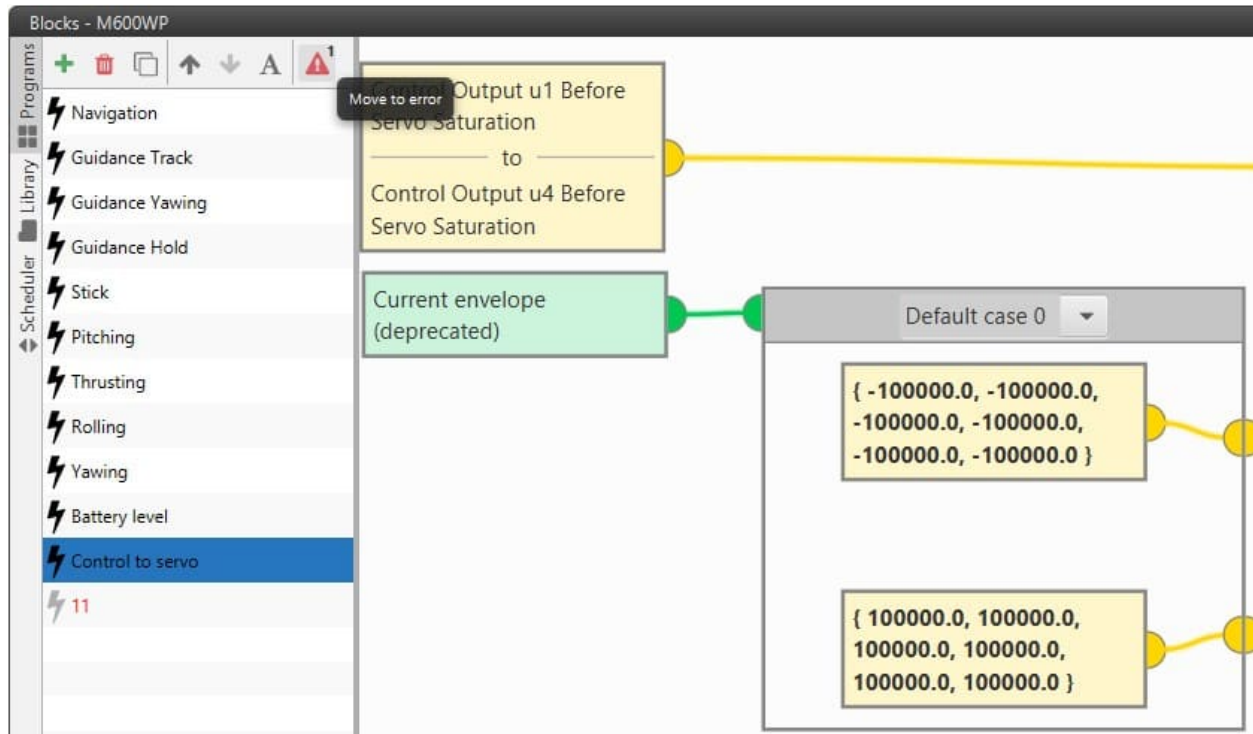 Blocks - M600WP
Programs
Library
Scheduler
A
1
Move to error
Navigation
Guidance Track
Guidance Yawing
Guidance Hold
Stick
Pitching
Thrusting
Rolling
Yawing
Battery level
Control to servo
11
Control Output u1 Before
Servo Saturation
to
Control Output u4 Before
Servo Saturation
Current envelope
(deprecated)
Default case 0
{ -100000.0, -100000.0,
-100000.0, -100000.0,
-100000.0, -100000.0 }
{ 100000.0, 100000.0,
100000.0, 100000.0,
100000.0, 100000.0 }